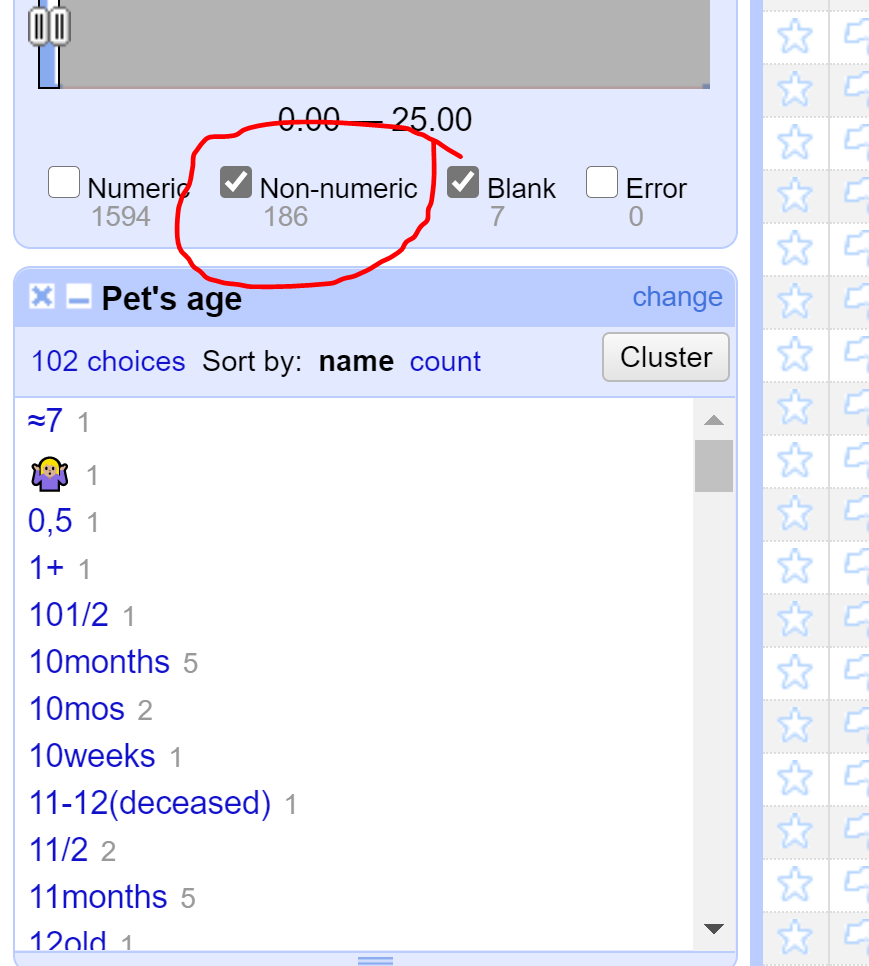 0.00 — 25.00
Numeric Non-numeric Blank Error
1594 186 7 0
Pet's age change
102 choices Sort by: name count Cluster
≈7 1
🤷‍♀️ 1
0,5 1
1+ 1
101/2 1
10months 5
10mos 2
10weeks 1
11-12(deceased) 1
11/2 2
11months 5
12old 1